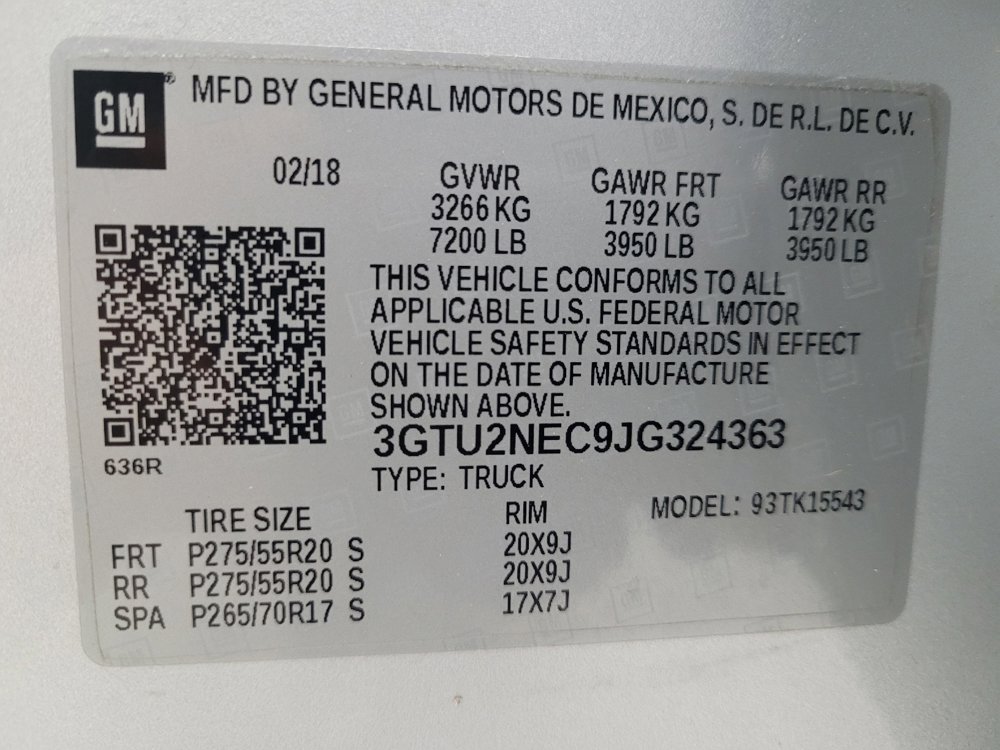 GM® MFD BY GENERAL MOTORS DE MEXICO, S. DE R.L. DE C.V.
02/18 GVWR GAWR FRT GAWR RR
3266 KG 1792 KG 1792 KG
7200 LB 3950 LB 3950 LB
THIS VEHICLE CONFORMS TO ALL
APPLICABLE U.S. FEDERAL MOTOR
VEHICLE SAFETY STANDARDS IN EFFECT
ON THE DATE OF MANUFACTURE
SHOWN ABOVE.
3GTU2NEC9JG324363
636R
TYPE: TRUCK
TIRE SIZE RIM MODEL: 93TK15543
FRT P275/55R20 S 20X9J
RR P275/55R20 S 20X9J
SPA P265/70R17 S 17X7J